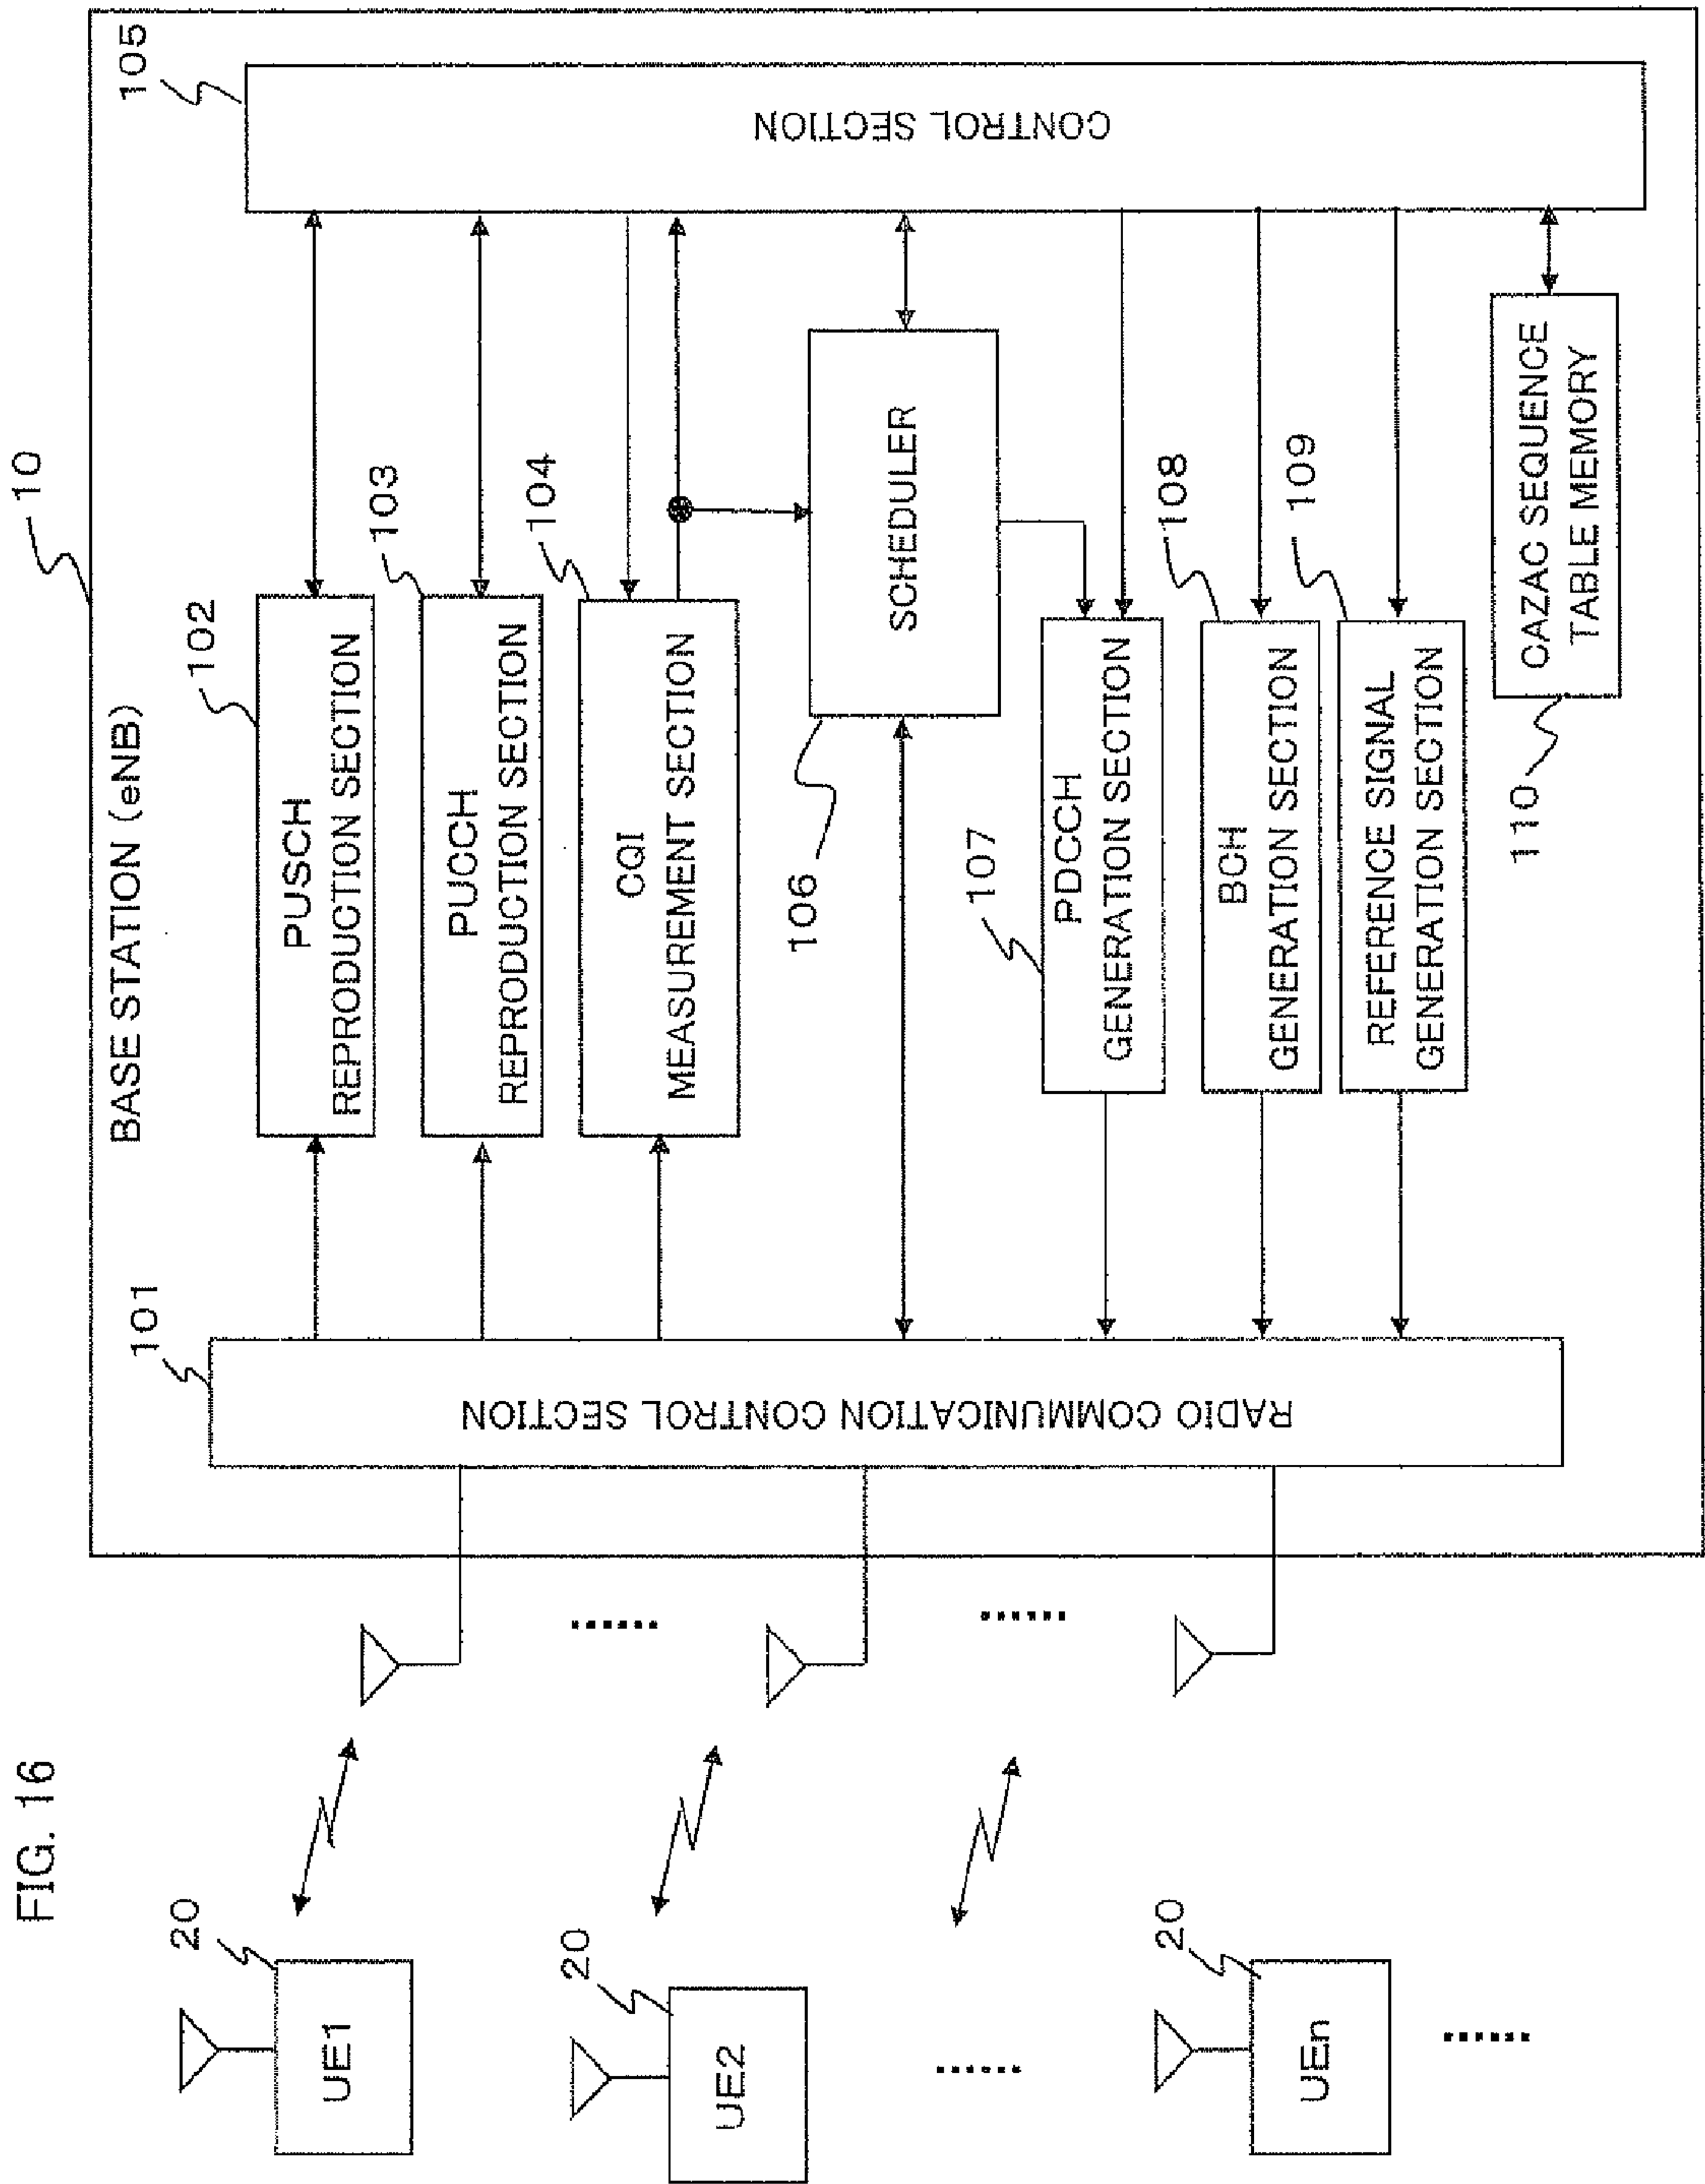 FIG. 16
10
BASE STATION (eNB)
20
UE1
20
UE2
......
20
UEn
......
......
......
101
RADIO COMMUNICATION CONTROL SECTION
102
PUSCH
REPRODUCTION SECTION
103
PUCCH
REPRODUCTION SECTION
104
CQI
MEASUREMENT SECTION
106
SCHEDULER
107
PDCCH
GENERATION SECTION
108
BCH
GENERATION SECTION
109
REFERENCE SIGNAL
GENERATION SECTION
110
CAZAC SEQUENCE
TABLE MEMORY
105
CONTROL SECTION